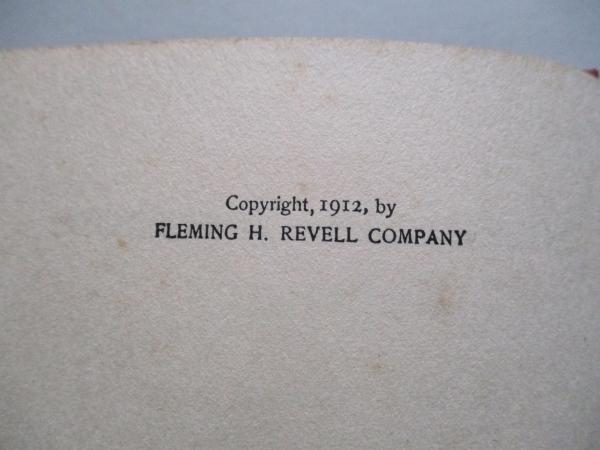 Copyright, 1912, by
FLEMING H. REVELL COMPANY